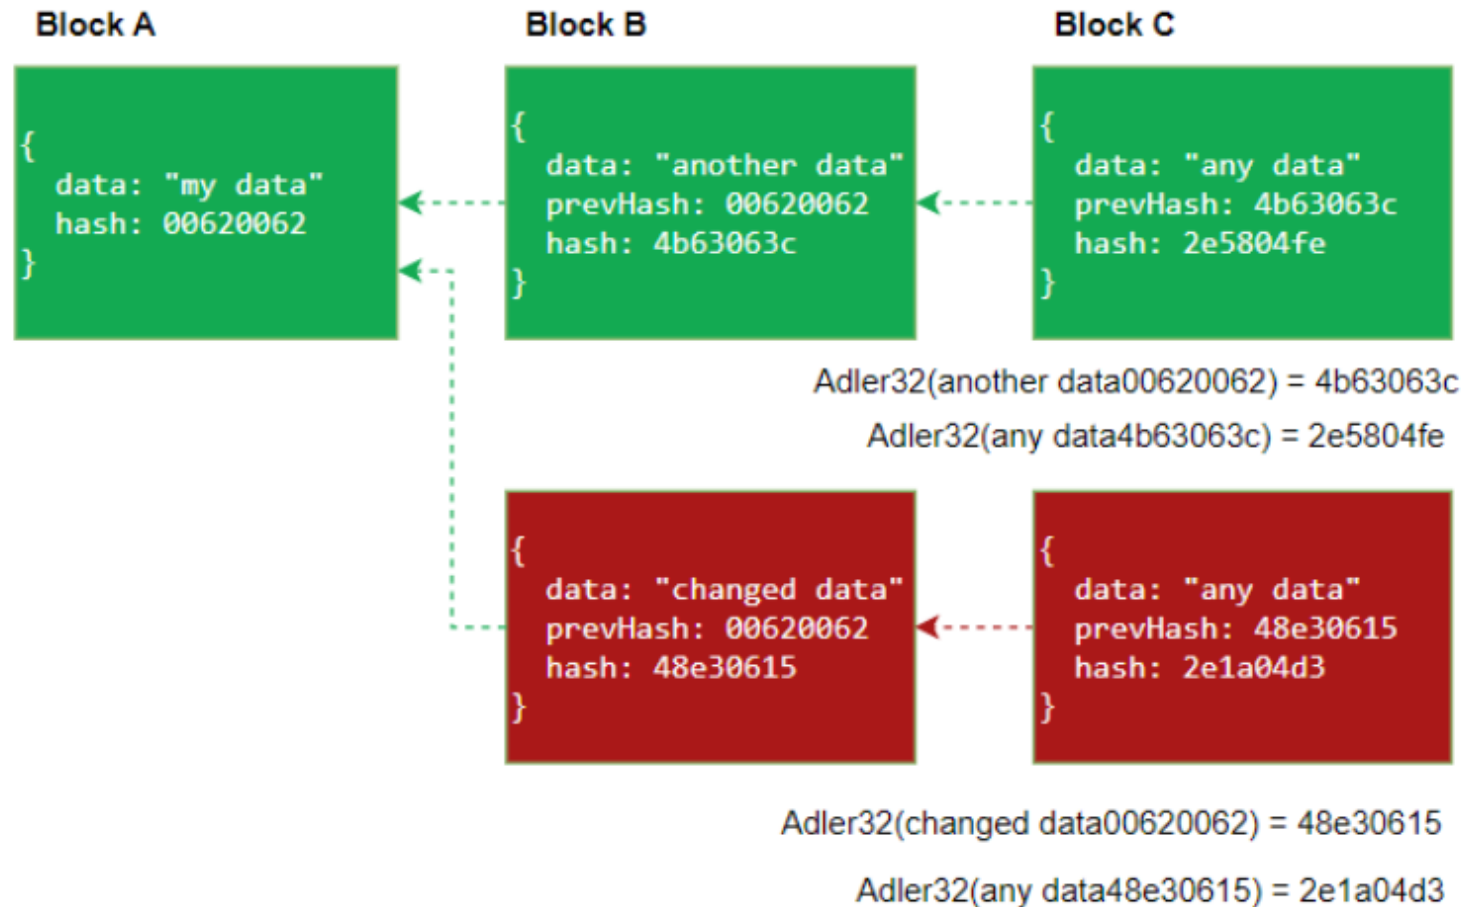 Block A
Block B
Block C
{
data: "my data"
hash: 00620062
}
{
data: "another data"
prevHash: 00620062
hash: 4b63063c
}
{
data: "any data"
prevHash: 4b63063c
hash: 2e5804fe
}
Adler32(another data00620062) = 4b63063c
Adler32(any data4b63063c) = 2e5804fe
{
data: "changed data"
prevHash: 00620062
hash: 48e30615
}
{
data: "any data"
prevHash: 48e30615
hash: 2e1a04d3
}
Adler32(changed data00620062) = 48e30615
Adler32(any data48e30615) = 2e1a04d3